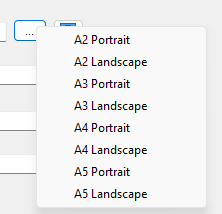 ...
A2 Portrait
A2 Landscape
A3 Portrait
A3 Landscape
A4 Portrait
A4 Landscape
A5 Portrait
A5 Landscape